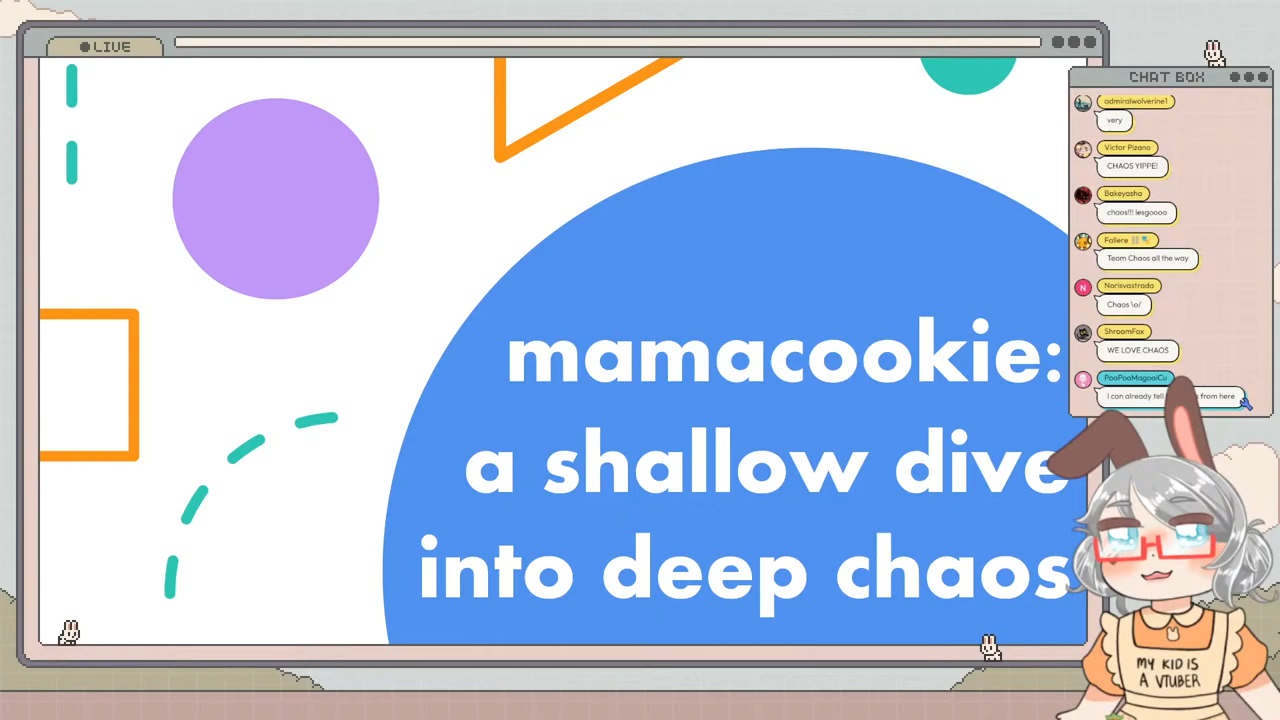 LIVE
CHAT BOX
admiralwolverine1
very
Victor Pizano
CHAOS YIPPE!
Bakeyasha
chaos!!! lesgoooo
Fallere
Team Chaos all the way
N
Norisvastrada
Chaos \o/
ShroomFox
WE LOVE CHAOS
PooPooMagooiCu
I can already tell
from here
mamacookie:
a shallow dive
into deep chaos
MY KID IS
A VTUBER